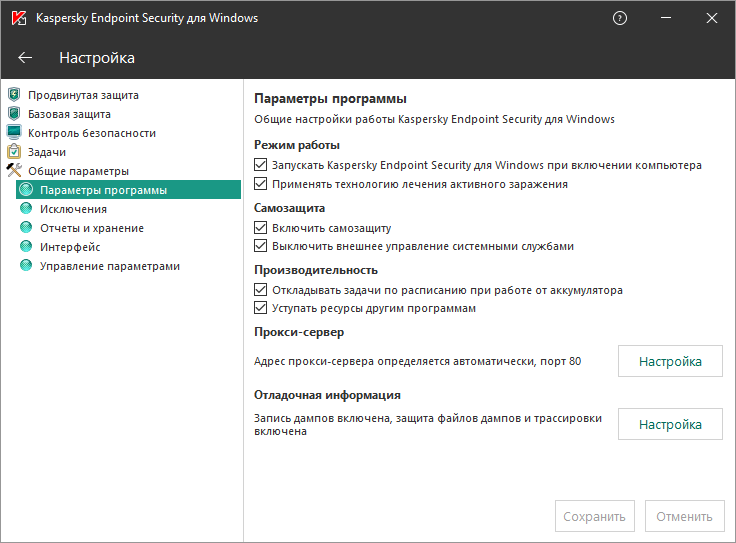 Kaspersky Endpoint Security для Windows
Настройка
Продвинутая защита
Базовая защита
Контроль безопасности
Задачи
Общие параметры
Параметры программы
Исключения
Отчеты и хранение
Интерфейс
Управление параметрами
Параметры программы
Общие настройки работы Kaspersky Endpoint Security для Windows
Режим работы
Запускать Kaspersky Endpoint Security для Windows при включении компьютера
Применять технологию лечения активного заражения
Самозащита
Включить самозащиту
Выключить внешнее управление системными службами
Производительность
Откладывать задачи по расписанию при работе от аккумулятора
Уступать ресурсы другим программам
Прокси-сервер
Адрес прокси-сервера определяется автоматически, порт 80
Настройка
Отладочная информация
Запись дампов включена, защита файлов дампов и трассировки
включена
Настройка
Сохранить
Отменить